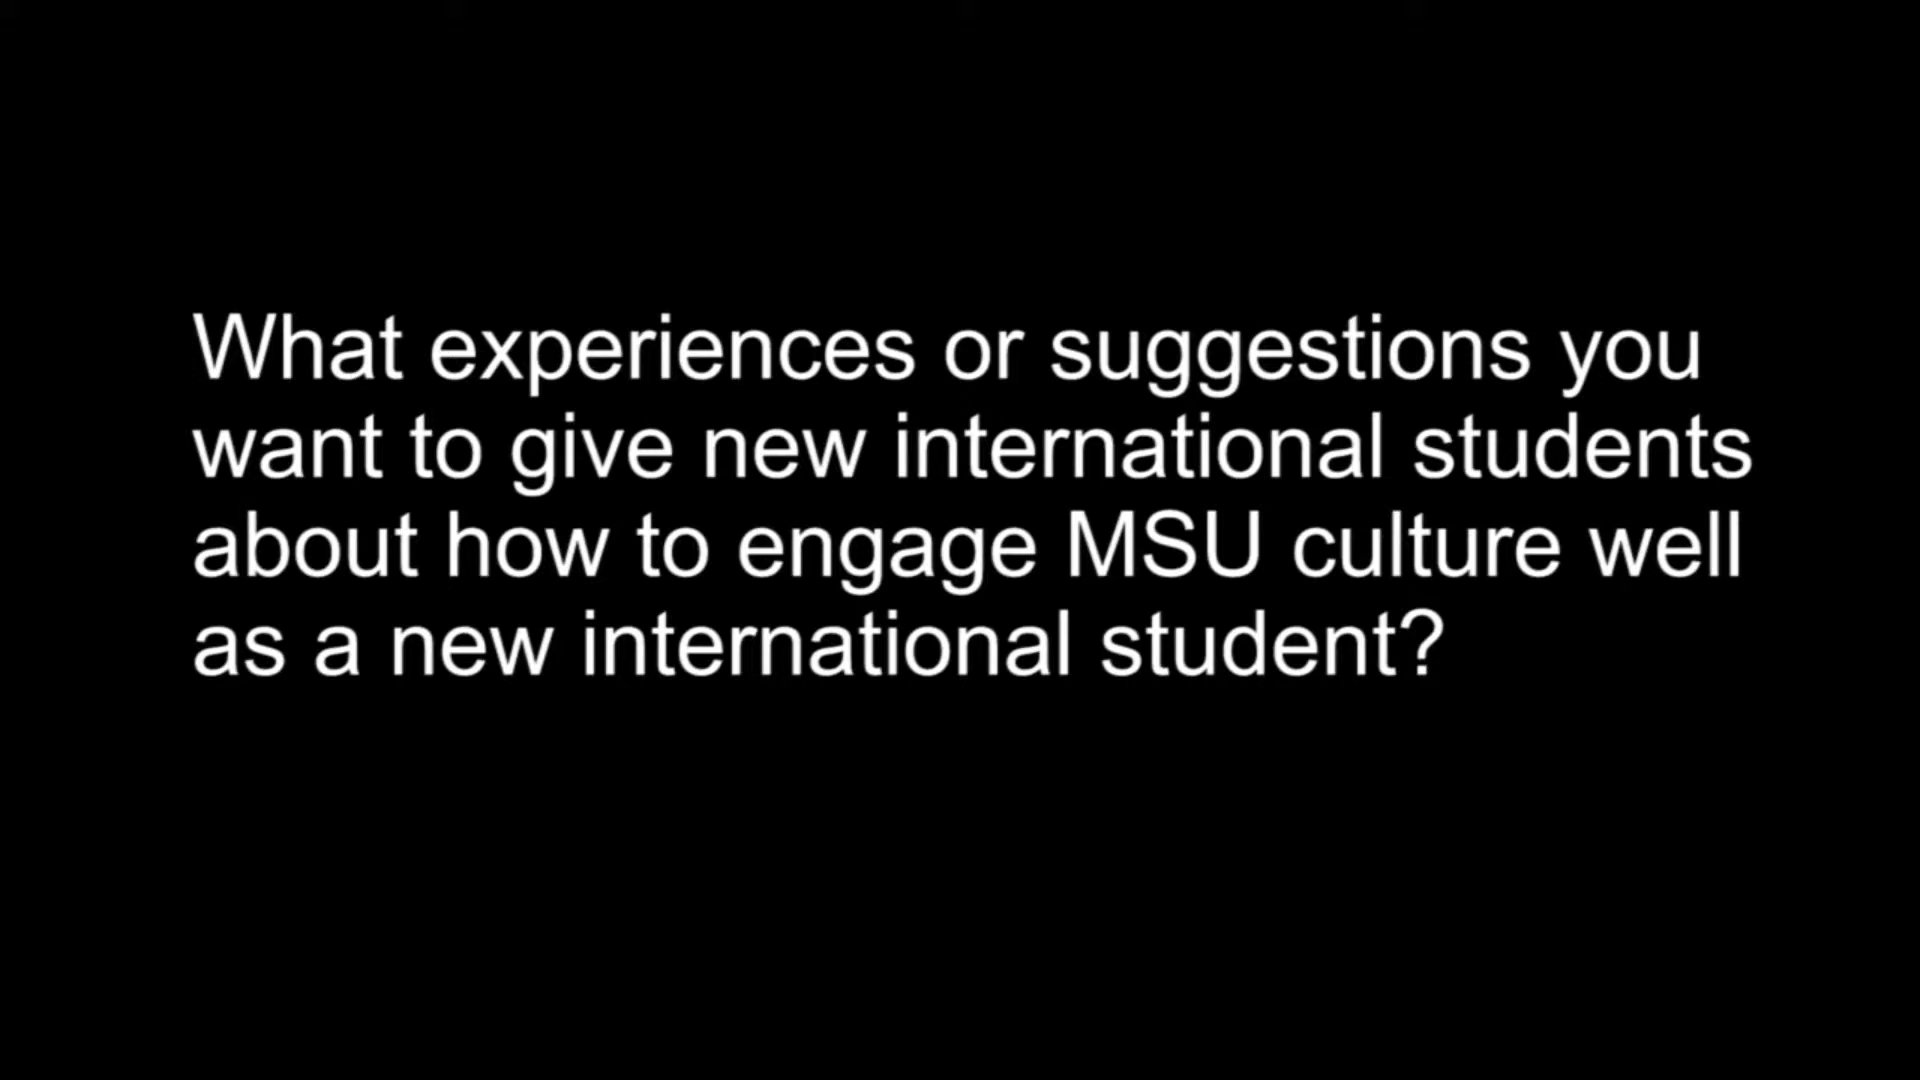 What experiences or suggestions you
want to give new international students
about how to engage MSU culture well
as a new international student?